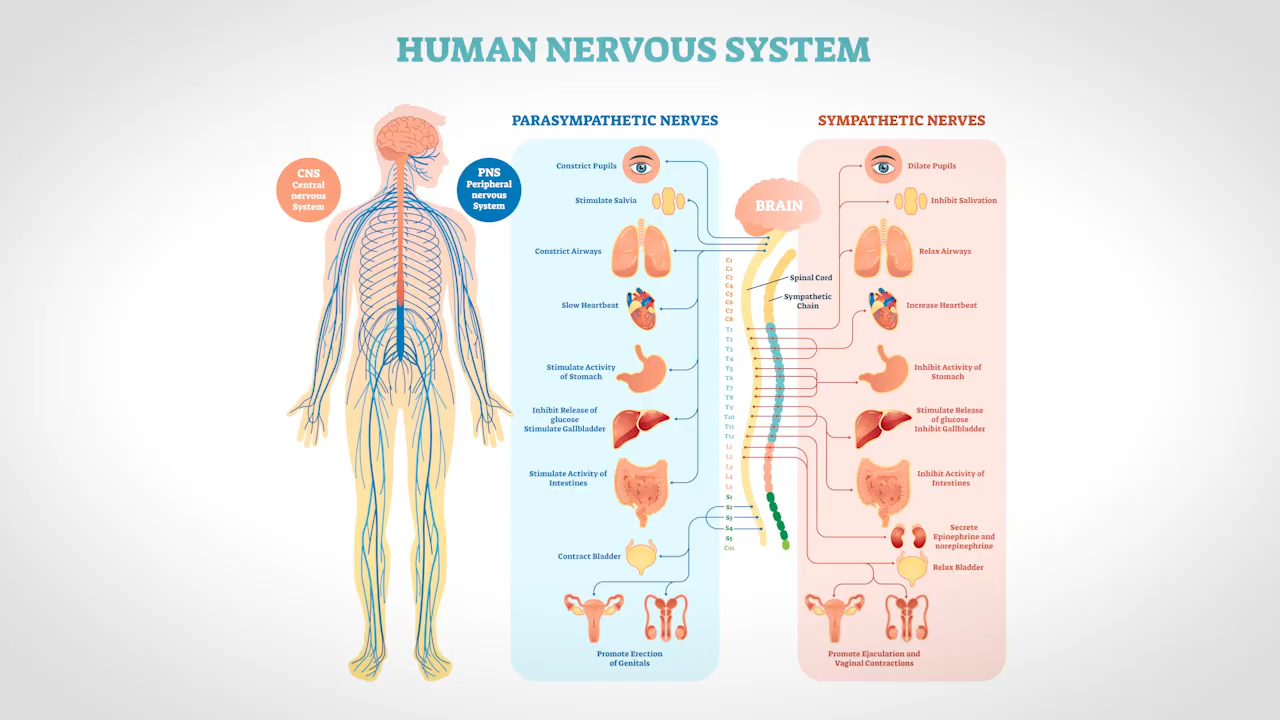 HUMAN NERVOUS SYSTEM
CNS
Central
nervous
System
PNS
Peripheral
nervous
System
PARASYMPATHETIC NERVES
Constrict Pupils
Stimulate Salvia
Constrict Airways
Slow Heartbeat
Stimulate Activity
of Stomach
Inhibit Release of
glucose
Stimulate Gallbladder
Stimulate Activity of
Intestines
Contract Bladder
Promote Erection
of Genitals
BRAIN
Spinal Cord
Sympathetic
Chain
C1
C2
C3
C4
C5
C6
C7
C8
T1
T2
T3
T4
T5
T6
T7
T8
T9
T10
T11
T12
L1
L2
L3
L4
L5
S1
S2
S3
S4
S5
SYMPATHETIC NERVES
Dilate Pupils
Inhibit Salivation
Relax Airways
Increase Heartbeat
Inhibit Activity of
Stomach
Stimulate Release
of glucose
Inhibit Gallbladder
Inhibit Activity of
Intestines
Secrete
Epinephrine and
norepinephrine
Relax Bladder
Promote Ejaculation and
Vaginal Contractions